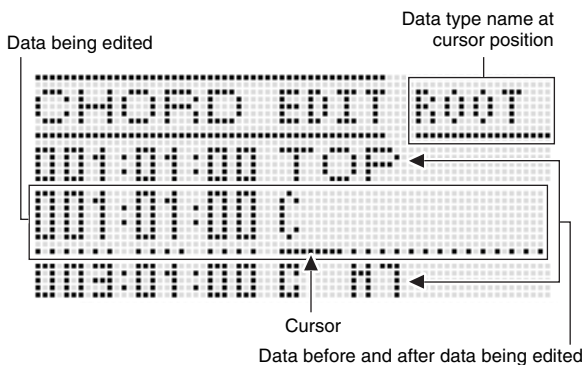 Data type name at
cursor position
Data being edited
CHORD EDIT ROOT
001:01:00 TOP
001:01:00 C
003:01:00
Cursor
Data before and after data being edited